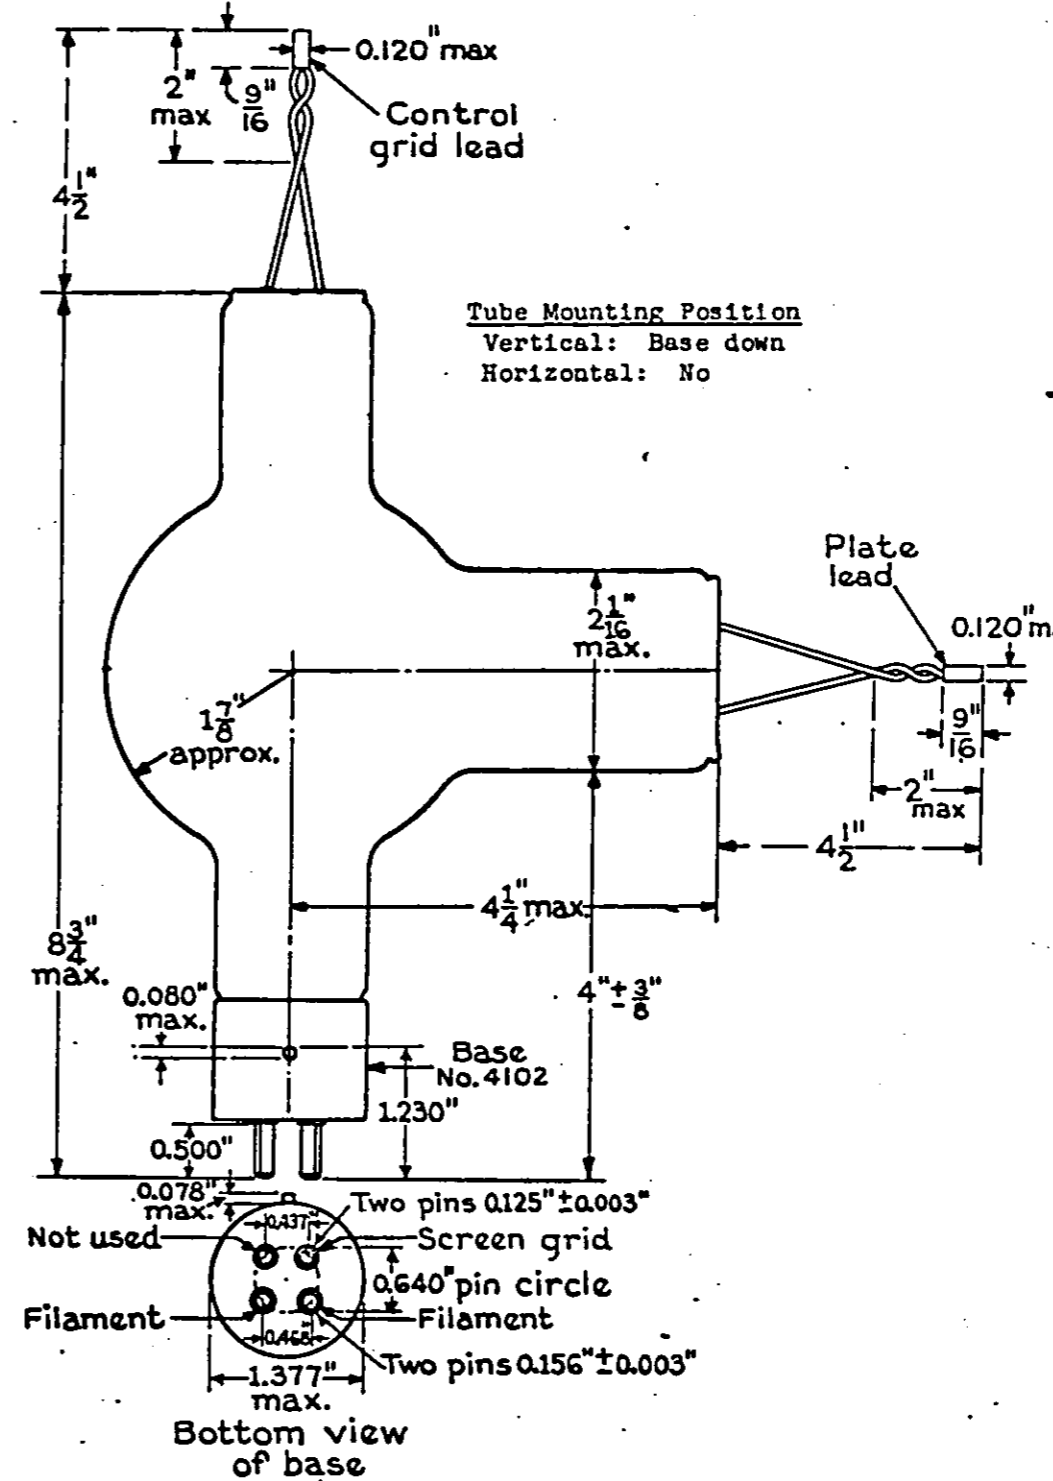 0.120" max
2" max
9/16"
Control
grid lead
4 1/2"
Tube Mounting Position
Vertical: Base down
Horizontal: No
Plate
lead
2 1/16"
max.
0.120" m
1 7/8"
approx.
9/16"
2"
max
4 1/2"
4 1/4" max.
8 3/4"
max.
4" ± 3/8"
0.080"
max.
Base
No. 4102
1.230"
0.500"
0.078"
max.
Two pins 0.125" ±0.003"
0.437"
Not used
Screen grid
0.640" pin circle
Filament
Filament
0.468"
Two pins 0.156" ±0.003"
1.377"
max.
Bottom view
of base